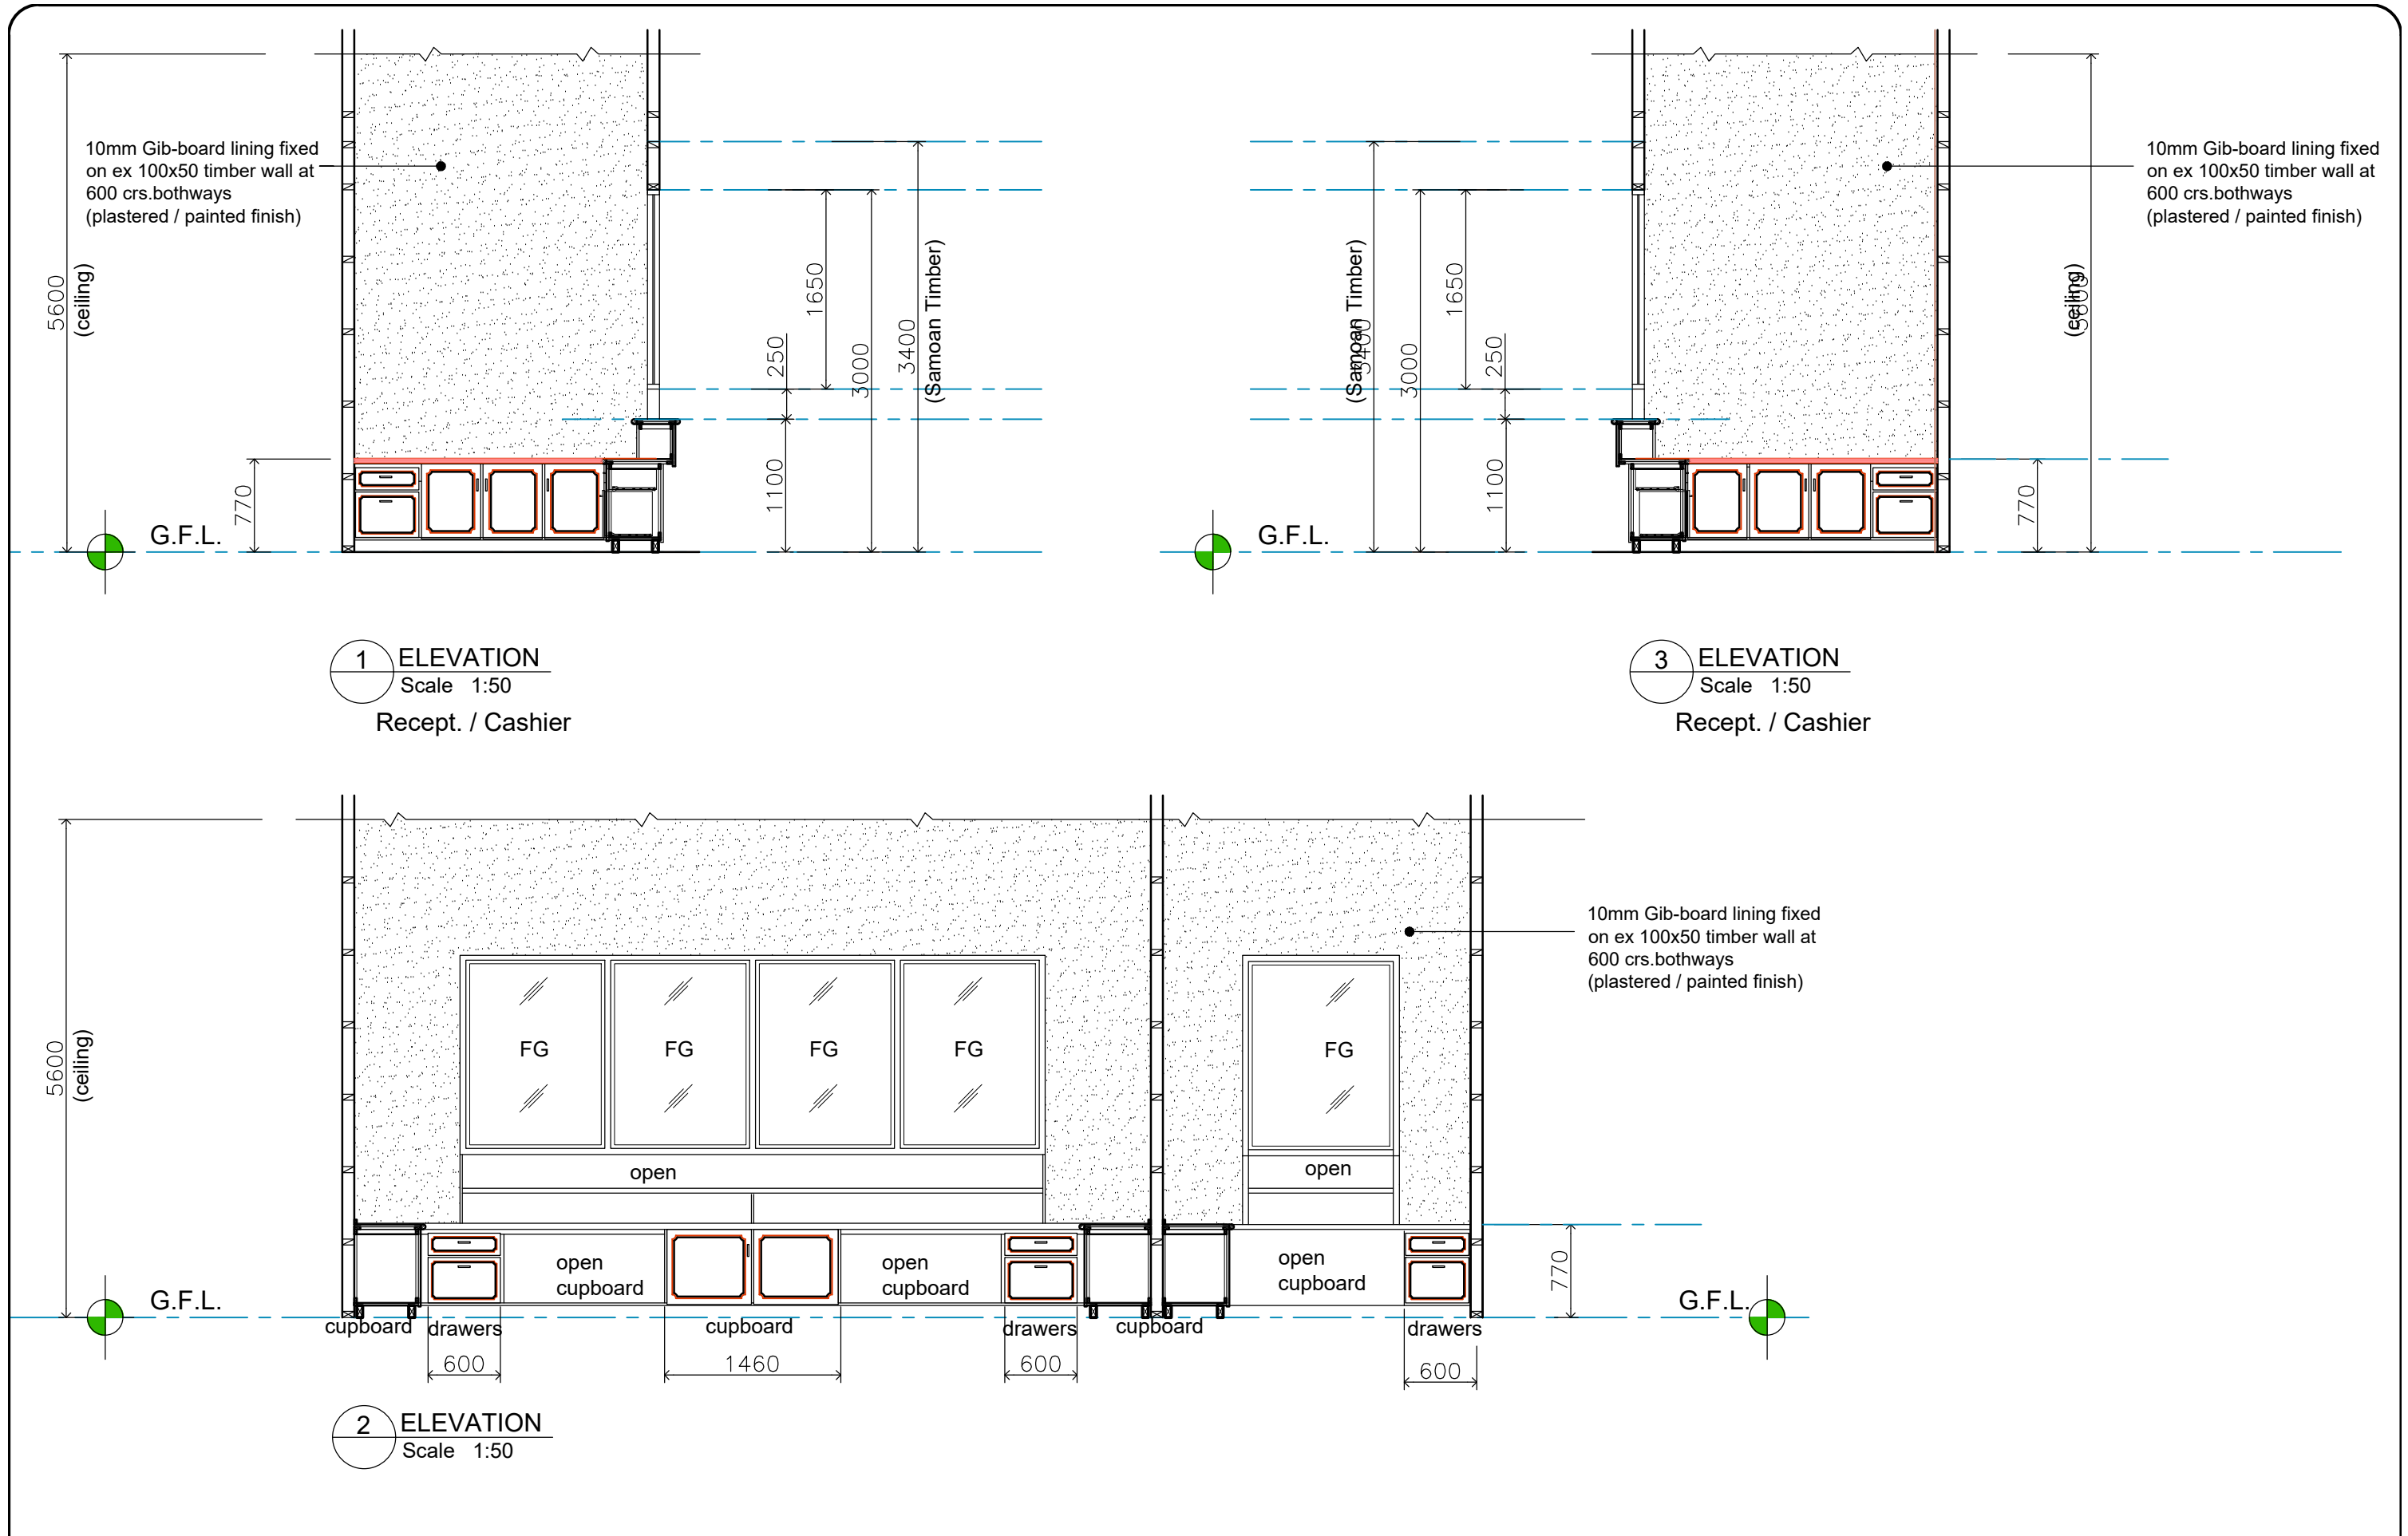 10mm Gib-board lining fixed
on ex 100x50 timber wall at
600 crs.bothways
(plastered / painted finish)
5600
(ceiling)
770
G.F.L.
250
1100
1650
3000
3400
(Samoan Timber)
1
ELEVATION
Scale 1:50
Recept. / Cashier
(Samoan Timber)
3400
3000
1650
250
1100
G.F.L.
10mm Gib-board lining fixed
on ex 100x50 timber wall at
600 crs.bothways
(plastered / painted finish)
(ceiling)
5600
770
3
ELEVATION
Scale 1:50
Recept. / Cashier
5600
(ceiling)
G.F.L.
FG
FG
FG
FG
FG
open
open
10mm Gib-board lining fixed
on ex 100x50 timber wall at
600 crs.bothways
(plastered / painted finish)
open
cupboard
open
cupboard
open
cupboard
770
G.F.L.
cupboard
drawers
cupboard
drawers
cupboard
drawers
600
1460
600
600
2
ELEVATION
Scale 1:50